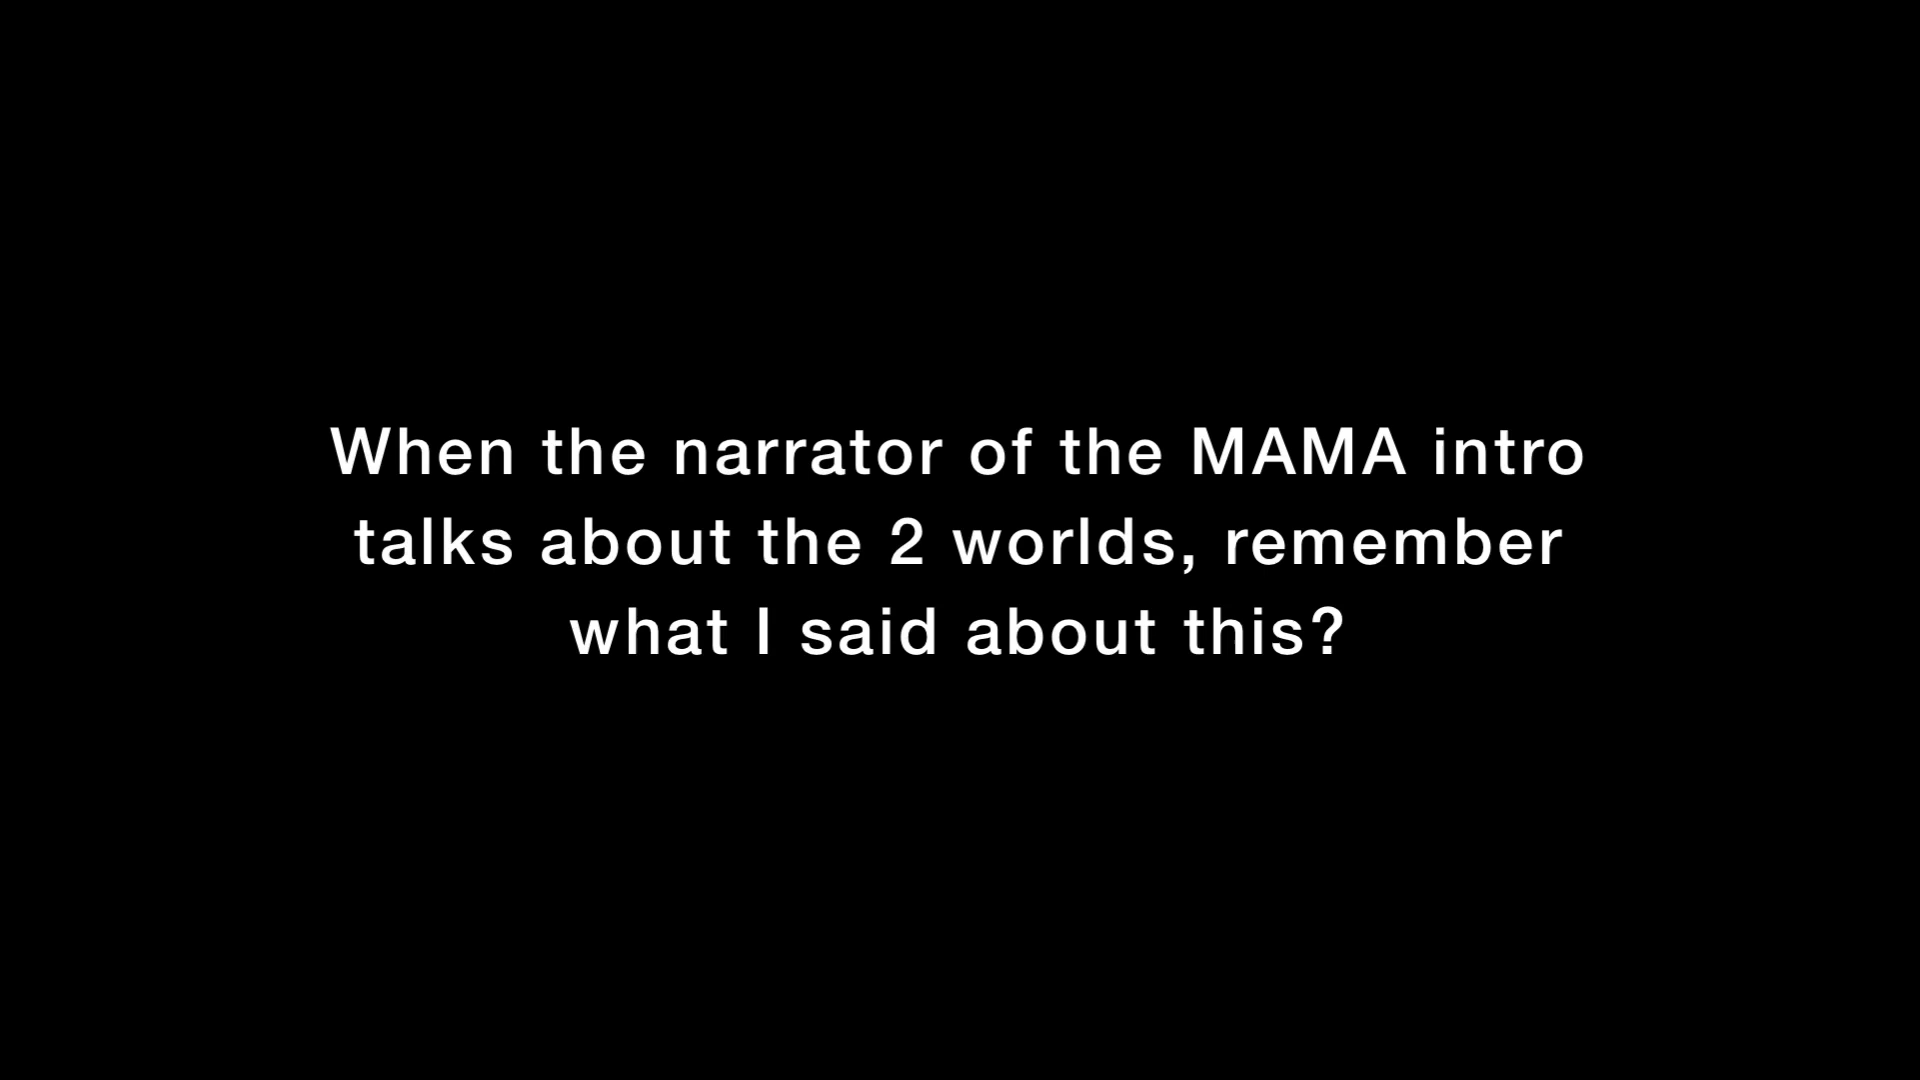 When the narrator of the MAMA intro
talks about the 2 worlds, remember
what I said about this?